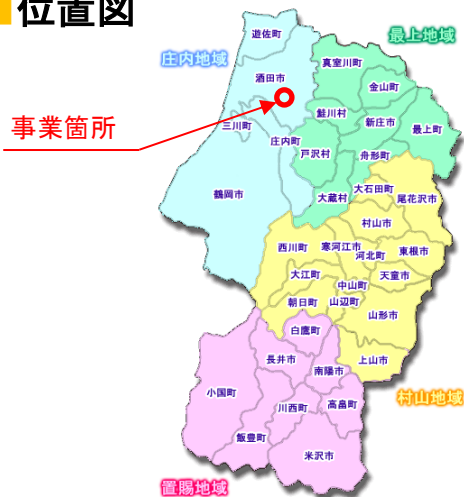 位置図
遊佐町
最上地域
庄内地域
真室川町
酒田市
金山町
鮭川村
新庄市
事業箇所
三川町
最上町
庄内町
戸沢村
舟形町
鶴岡市
大蔵村
大石田町
尾花沢市
村山市
西川町
寒河江市
河北町
東根市
大江町
天童市
中山町
朝日町
山辺町
山形市
白鷹町
長井市
上山市
南陽市
小国町
村山地域
川西町
高畠町
飯豊町
米沢市
置賜地域